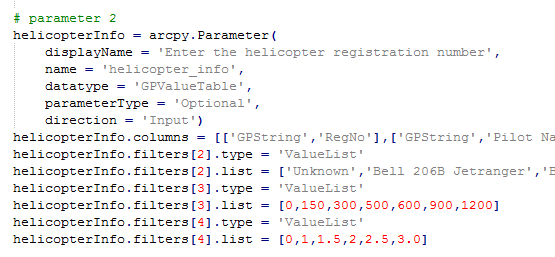 # parameter 2
helicopterInfo = arcpy.Parameter(
displayName = 'Enter the helicopter registration number',
name = 'helicopter_info',
datatype = 'GPValueTable',
parameterType = 'Optional',
direction = 'Input')
helicopterInfo.columns = [['GPString','RegNo'],['GPString','Pilot Na
helicopterInfo.filters[2].type = 'ValueList'
helicopterInfo.filters[2].list = ['Unknown','Bell 206B Jetranger','B
helicopterInfo.filters[3].type = 'ValueList'
helicopterInfo.filters[3].list = [0,150,300,500,600,900,1200]
helicopterInfo.filters[4].type = 'ValueList'
helicopterInfo.filters[4].list = [0,1,1.5,2,2.5,3.0]